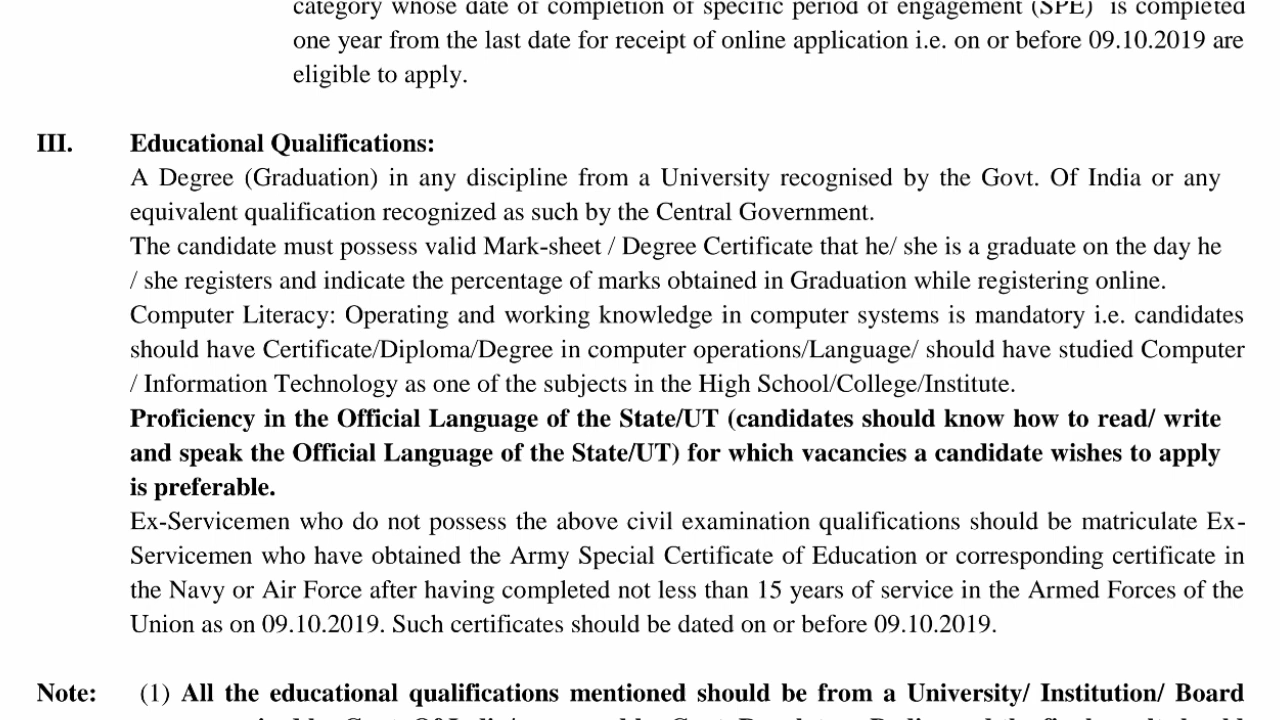 category whose date of completion of specific period of engagement (SPE) is completed
one year from the last date for receipt of online application i.e. on or before 09.10.2019 are
eligible to apply.
III. Educational Qualifications:
A Degree (Graduation) in any discipline from a University recognised by the Govt. Of India or any
equivalent qualification recognized as such by the Central Government.
The candidate must possess valid Mark-sheet / Degree Certificate that he/ she is a graduate on the day he
/ she registers and indicate the percentage of marks obtained in Graduation while registering online.
Computer Literacy: Operating and working knowledge in computer systems is mandatory i.e. candidates
should have Certificate/Diploma/Degree in computer operations/Language/ should have studied Computer
/ Information Technology as one of the subjects in the High School/College/Institute.
Proficiency in the Official Language of the State/UT (candidates should know how to read/ write
and speak the Official Language of the State/UT) for which vacancies a candidate wishes to apply
is preferable.
Ex-Servicemen who do not possess the above civil examination qualifications should be matriculate Ex-
Servicemen who have obtained the Army Special Certificate of Education or corresponding certificate in
the Navy or Air Force after having completed not less than 15 years of service in the Armed Forces of the
Union as on 09.10.2019. Such certificates should be dated on or before 09.10.2019.
Note: (1) All the educational qualifications mentioned should be from a University/ Institution/ Board